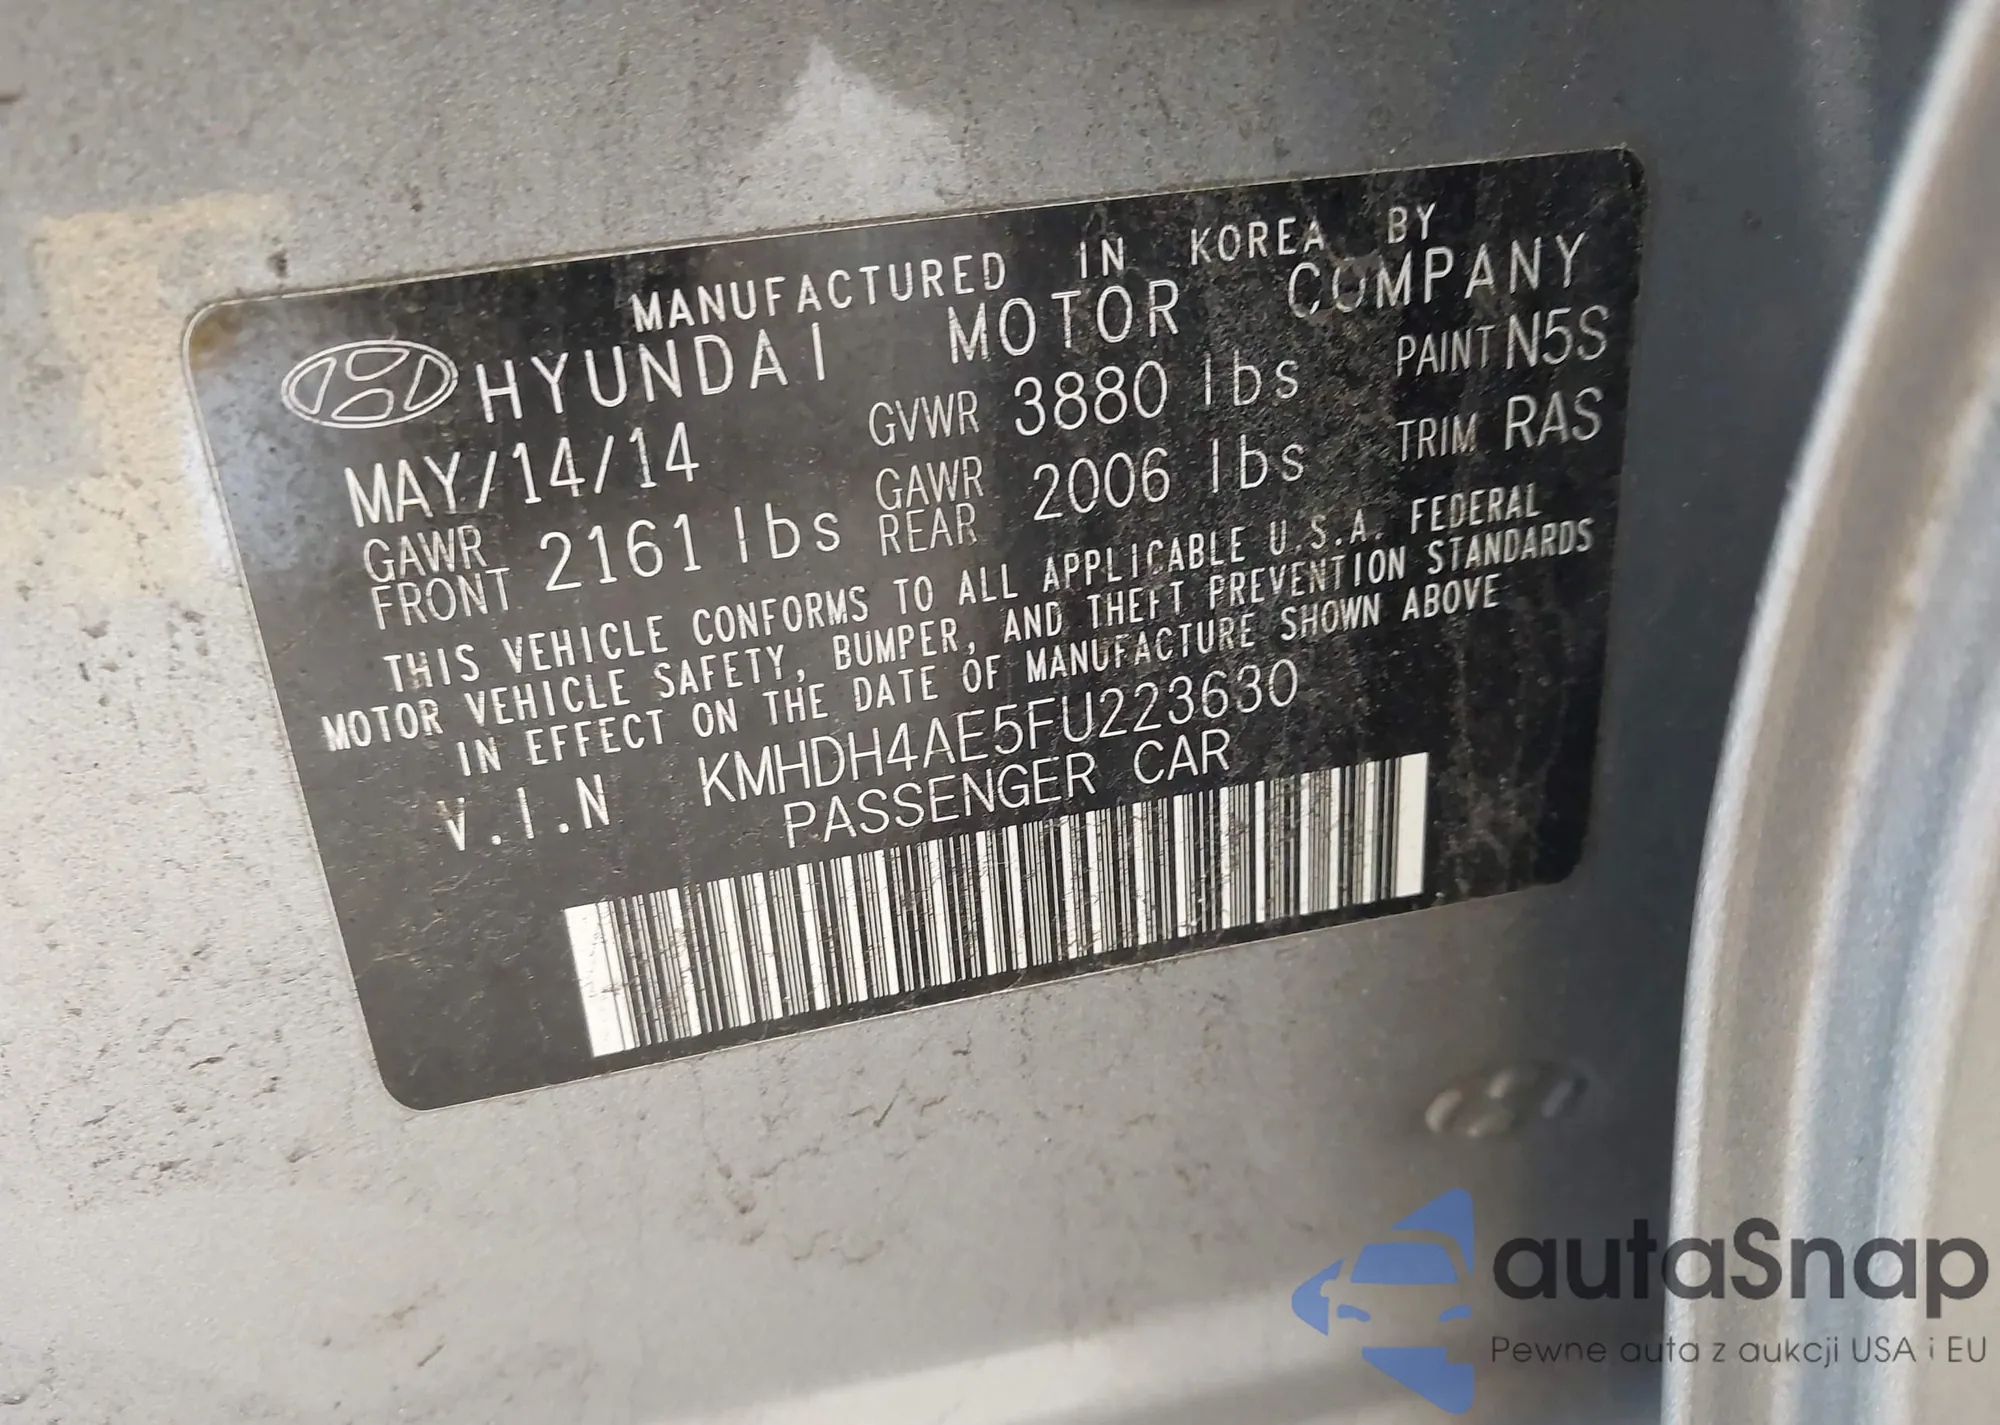 MANUFACTURED IN KOREA BY
HYUNDAI MOTOR COMPANY
MAY/14/14 GVWR 3880 lbs PAINT N5S
GAWR FRONT 2161 lbs GAWR REAR 2006 lbs TRIM RAS
THIS VEHICLE CONFORMS TO ALL APPLICABLE U.S.A. FEDERAL
MOTOR VEHICLE SAFETY, BUMPER, AND THEFT PREVENTION STANDARDS
IN EFFECT ON THE DATE OF MANUFACTURE SHOWN ABOVE
V.I.N KMHDH4AE5FU223630
PASSENGER CAR
autaSnap
Pewne auta z aukcji USA i EU